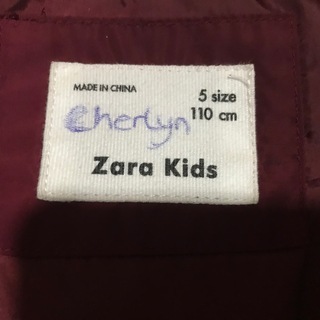 MADE IN CHINA
5 size
110 cm
Cherlyn
Zara Kids